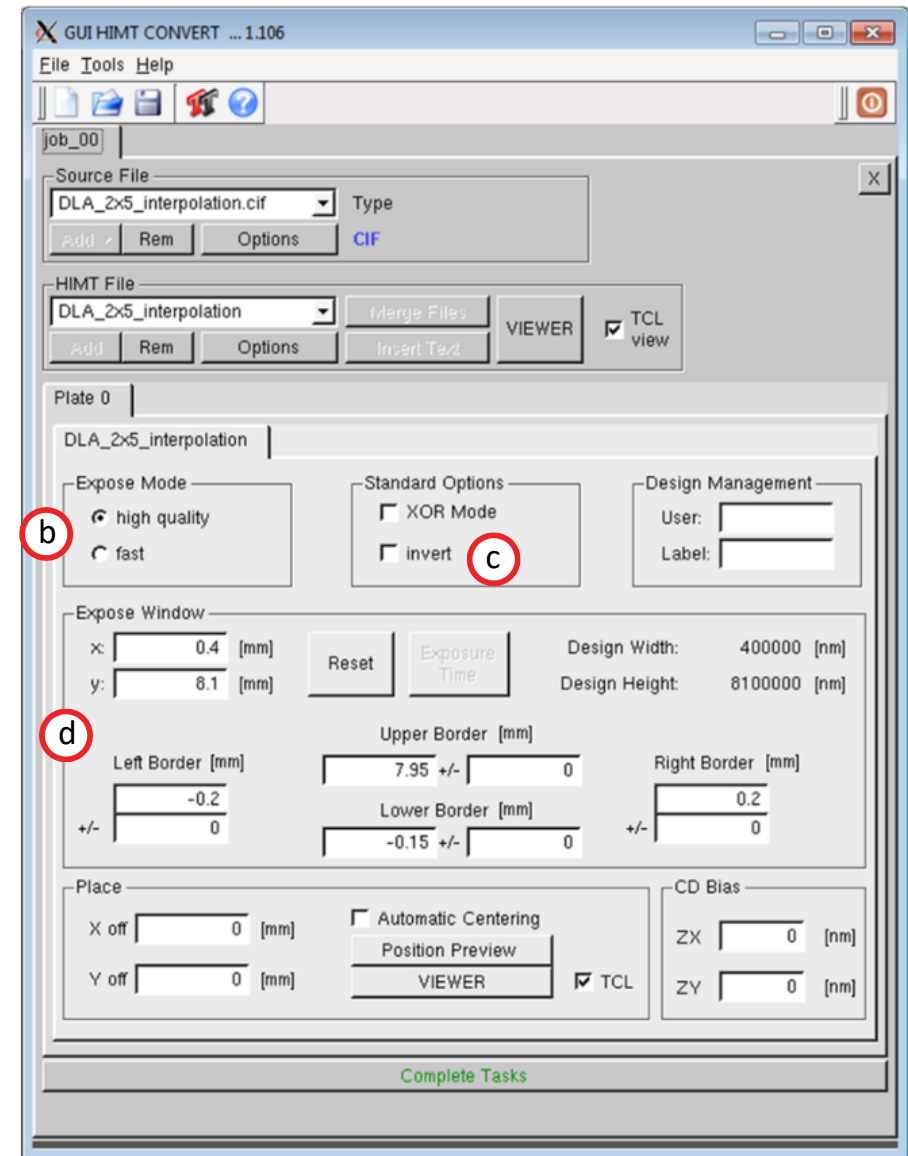 GUI HIMT CONVERT ... 1.106
File Tools Help
job_00
X
Source File
DLA_2x5_interpolation.cif Type
Add Rem Options CIF
HIMT File
DLA_2x5_interpolation Merge Files VIEWER TCL view
Add Rem Options Insert Text
Plate 0
DLA_2x5_interpolation
Expose Mode Standard Options Design Management
b high quality XOR Mode User:
fast invert c Label:
Expose Window
x: 0.4 [mm] Reset Exposure Time Design Width: 400000 [nm]
y: 8.1 [mm] Design Height: 8100000 [nm]
d
Upper Border [mm]
Left Border [mm] 7.95 +/- 0 Right Border [mm]
-0.2 Lower Border [mm] 0.2
+/- 0 -0.15 +/- 0 +/- 0
Place CD Bias
X off 0 [mm] Automatic Centering ZX 0 [nm]
Position Preview
Y off 0 [mm] VIEWER TCL ZY 0 [nm]
Complete Tasks